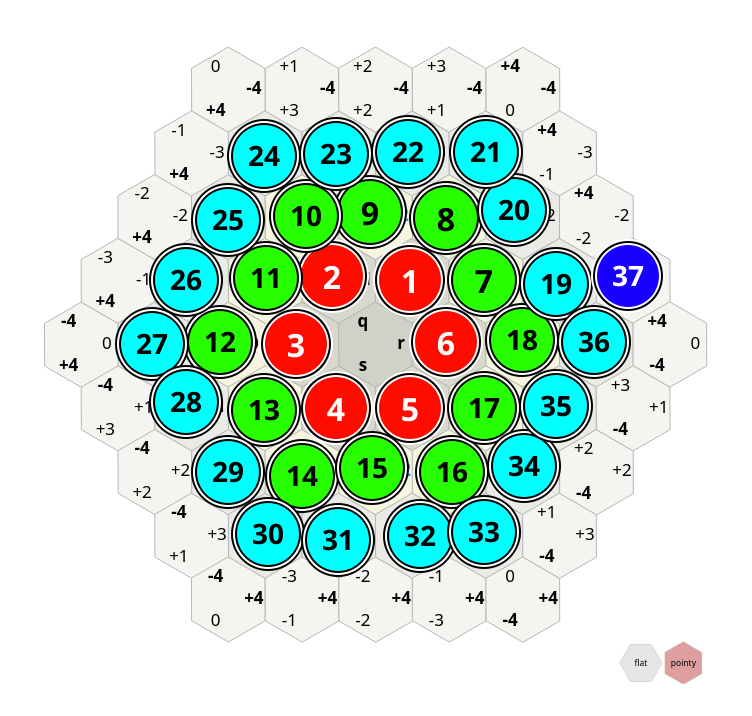 0 +1 +2 +3 +4
-4 -4 -4 -4 -4
+4 +3 +2 +1 0
-1 +4
-3 24 23 22 21 -3
+4 -1
-2 +4
-2 25 10 9 8 20 -2
+4 -2
-3
-1 26 11 2 1 7 19 37
+4
-4 q +4
0 27 12 3 r 6 18 36 0
+4 s -4
-4 +3
+1 28 13 4 5 17 35 +1
+3 -4
-4 +2
+2 29 14 15 16 34 +2
+2 -4
-4 +1
+3 30 31 32 33 +3
+1 -4
-4 -3 -2 -1 0
+4 +4 +4 +4 +4
0 -1 -2 -3 -4
flat pointy